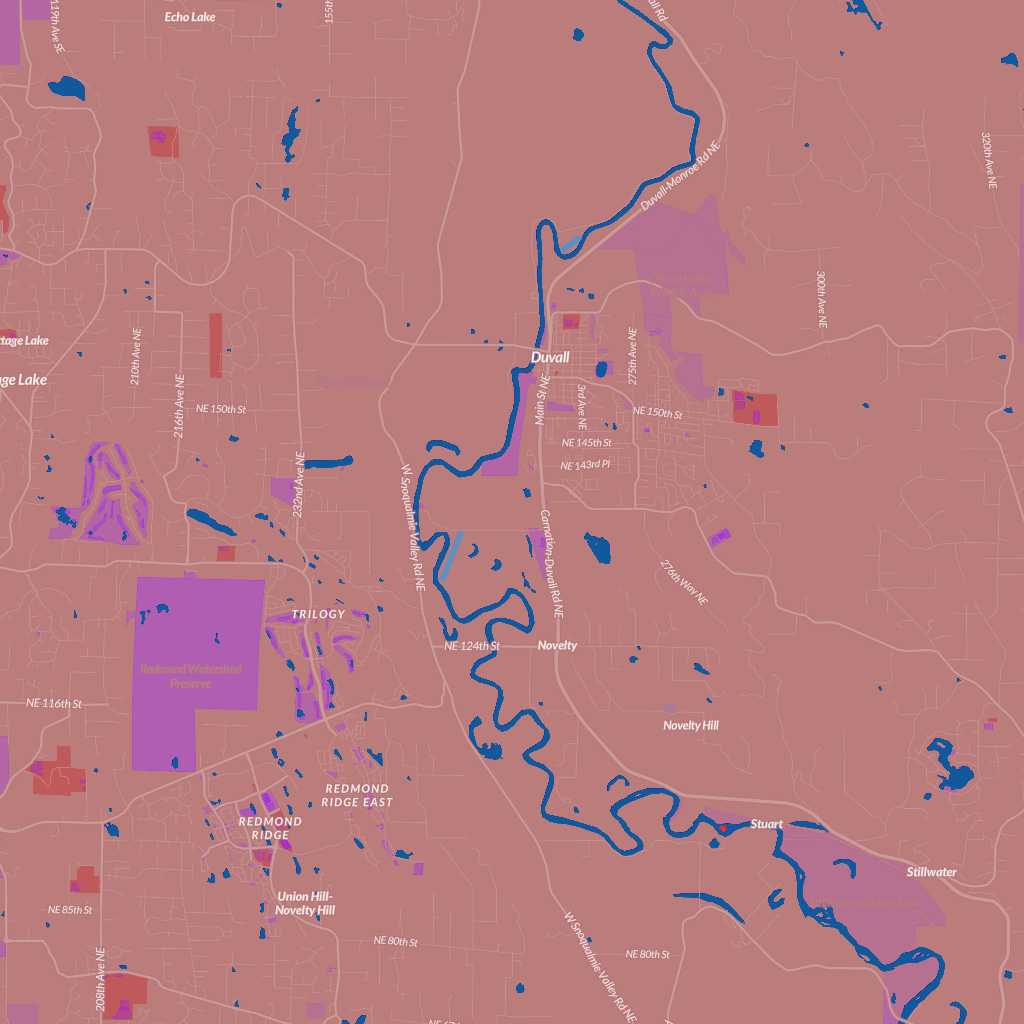 Echo Lake
119th Ave SE
155th
all Rd
320th Ave NE
Duvall-Monroe Rd NE
Cherry Valley
300th Ave NE
ttage Lake
ge Lake
210th Ave NE
216th Ave NE
NE 150th St
Duvall
275th Ave NE
Main St NE
3rd Ave NE
NE 150th St
NE 145th St
NE 143rd Pl
232nd Ave NE
W Snoqualmie Valley Rd NE
Carnation-Duvall Rd NE
276th Way NE
TRILOGY
NE 124th St
Novelty
Redmond Watershed
Preserve
NE 116th St
Novelty Hill
REDMOND
RIDGE EAST
REDMOND
RIDGE
Stuart
Stillwater
Union Hill-
Novelty Hill
NE 85th St
NE 80th St
W Snoqualmie Valley Rd NE
NE 80th St
208th Ave NE